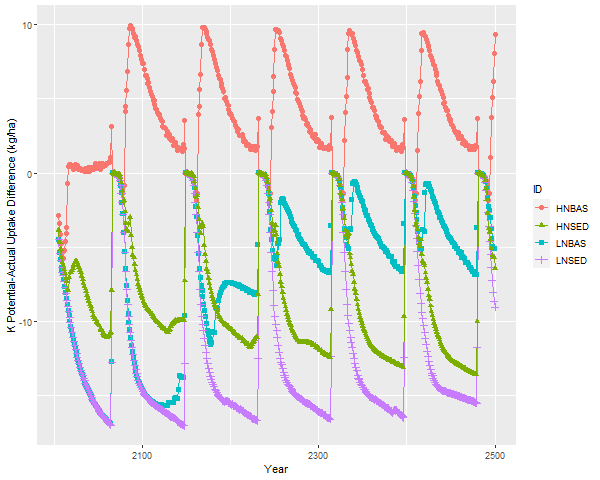 K Potential-Actual Uptake Difference (kg/ha)
10
0
-10
2100
2300
2500
Year
ID
HNBAS
HNSED
LNBAS
LNSED